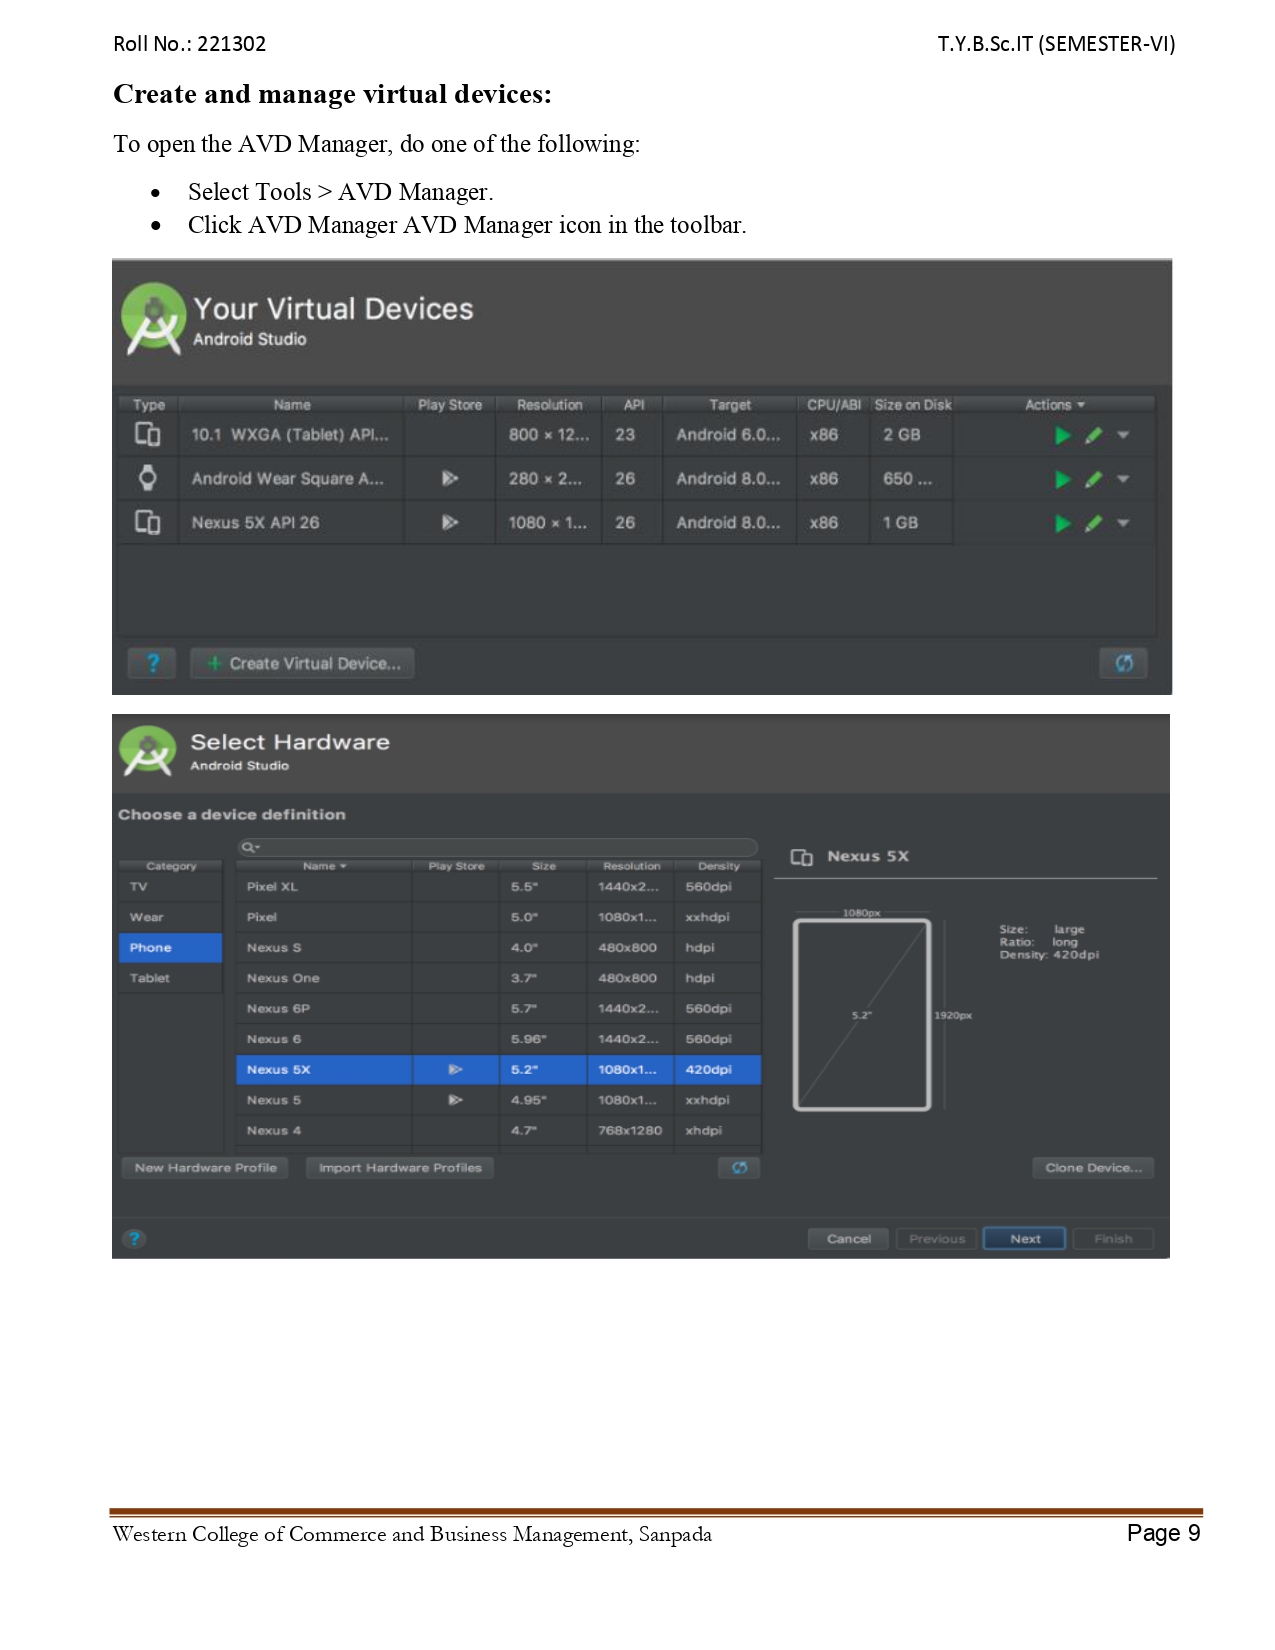 Roll No.: 221302 T.Y.B.Sc.IT (SEMESTER-VI)
Create and manage virtual devices:
To open the AVD Manager, do one of the following:
• Select Tools > AVD Manager.
• Click AVD Manager AVD Manager icon in the toolbar.
Your Virtual Devices
Android Studio
Type Name Play Store Resolution API Target CPU/ABI Size on Disk Actions
10.1 WXGA (Tablet) API... 800 × 12... 23 Android 6.0... x86 2 GB
Android Wear Square A... 280 × 2... 26 Android 8.0... x86 650 ...
Nexus 5X API 26 1080 × 1... 26 Android 8.0... x86 1 GB
? + Create Virtual Device...
Select Hardware
Android Studio
Choose a device definition
Category Name Play Store Size Resolution Density
Nexus 5X
TV Pixel XL 5.5" 1440x2... 560dpi
Wear Pixel 5.0" 1080x1... xxhdpi
1080px
Phone Nexus S 4.0" 480x800 hdpi
Size: large
Ratio: long
Density: 420dpi
Tablet Nexus One 3.7" 480x800 hdpi
Nexus 6P 5.7" 1440x2... 560dpi
5.2" 1920px
Nexus 6 5.96" 1440x2... 560dpi
Nexus 5X 5.2" 1080x1... 420dpi
Nexus 5 4.95" 1080x1... xxhdpi
Nexus 4 4.7" 768x1280 xhdpi
New Hardware Profile Import Hardware Profiles Clone Device...
? Cancel Previous Next Finish
Western College of Commerce and Business Management, Sanpada Page 9